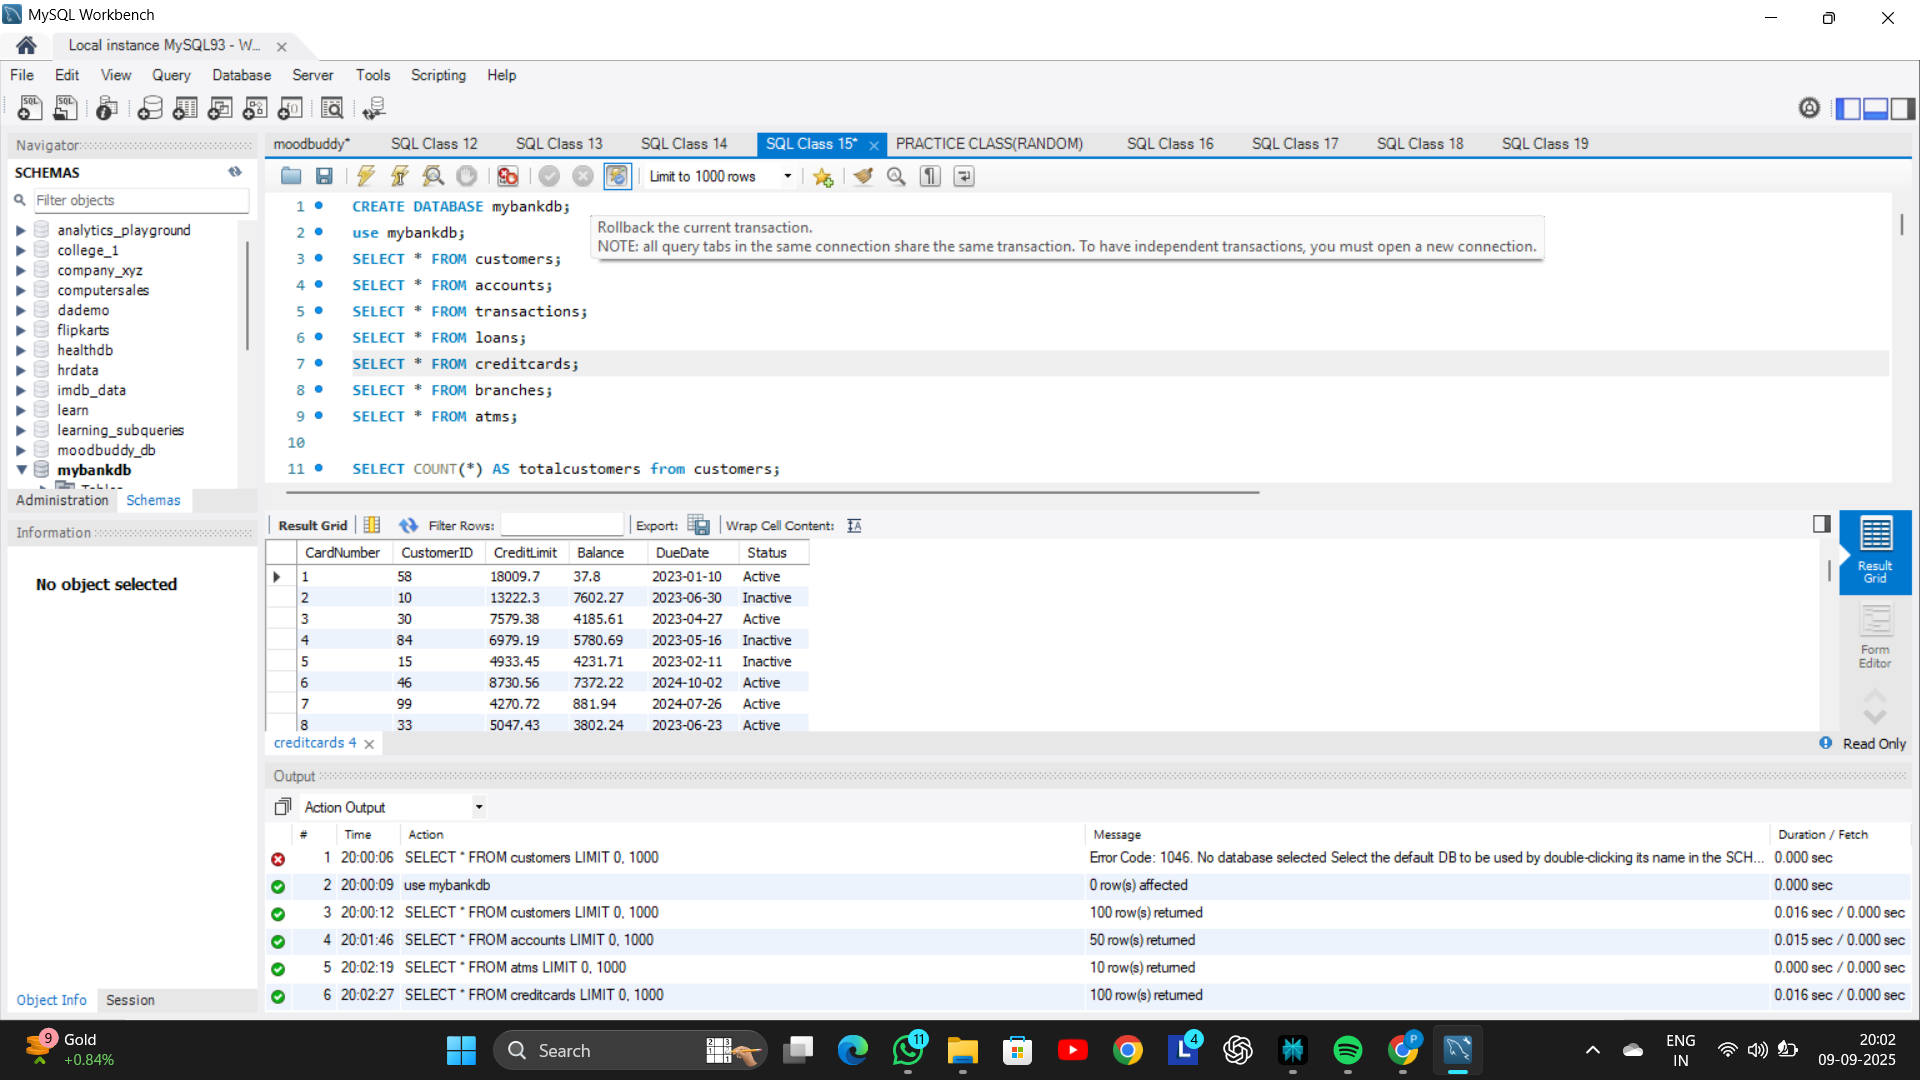 MySQL Workbench
Local instance MySQL93 - W...
File Edit View Query Database Server Tools Scripting Help
Navigator
SCHEMAS
Filter objects
analytics_playground
college_1
company_xyz
computersales
dademo
flipkarts
healthdb
hrdata
imdb_data
learn
learning_subqueries
moodbuddy_db
mybankdb
Tables
Administration Schemas
Information
No object selected
Object Info Session
moodbuddy* SQL Class 12 SQL Class 13 SQL Class 14 SQL Class 15* PRACTICE CLASS(RANDOM) SQL Class 16 SQL Class 17 SQL Class 18 SQL Class 19
Limit to 1000 rows
1 CREATE DATABASE mybankdb;
2 use mybankdb;
3 SELECT * FROM customers;
4 SELECT * FROM accounts;
5 SELECT * FROM transactions;
6 SELECT * FROM loans;
7 SELECT * FROM creditcards;
8 SELECT * FROM branches;
9 SELECT * FROM atms;
10
11 SELECT COUNT(*) AS totalcustomers from customers;
Rollback the current transaction.
NOTE: all query tabs in the same connection share the same transaction. To have independent transactions, you must open a new connection.
Result Grid Filter Rows: Export: Wrap Cell Content:
CardNumber CustomerID CreditLimit Balance DueDate Status
1 58 18009.7 37.8 2023-01-10 Active
2 10 13222.3 7602.27 2023-06-30 Inactive
3 30 7579.38 4185.61 2023-04-27 Active
4 84 6979.19 5780.69 2023-05-16 Inactive
5 15 4933.45 4231.71 2023-02-11 Inactive
6 46 8730.56 7372.22 2024-10-02 Active
7 99 4270.72 881.94 2024-07-26 Active
8 33 5047.43 3802.24 2023-06-23 Active
Result
Grid
Form
Editor
creditcards 4
Read Only
Output
Action Output
# Time Action Message Duration / Fetch
1 20:00:06 SELECT * FROM customers LIMIT 0, 1000 Error Code: 1046. No database selected Select the default DB to be used by double-clicking its name in the SCH... 0.000 sec
2 20:00:09 use mybankdb 0 row(s) affected 0.000 sec
3 20:00:12 SELECT * FROM customers LIMIT 0, 1000 100 row(s) returned 0.016 sec / 0.000 sec
4 20:01:46 SELECT * FROM accounts LIMIT 0, 1000 50 row(s) returned 0.015 sec / 0.000 sec
5 20:02:19 SELECT * FROM atms LIMIT 0, 1000 10 row(s) returned 0.000 sec / 0.000 sec
6 20:02:27 SELECT * FROM creditcards LIMIT 0, 1000 100 row(s) returned 0.016 sec / 0.000 sec
9
Gold
+0.84%
Search
11
L 4
P
ENG
IN
20:02
09-09-2025